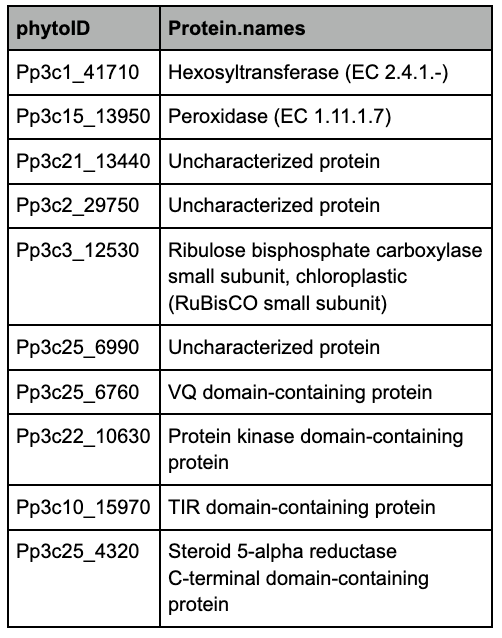 phytoID Protein.names
Pp3c1_41710 Hexosyltransferase (EC 2.4.1.-)
Pp3c15_13950 Peroxidase (EC 1.11.1.7)
Pp3c21_13440 Uncharacterized protein
Pp3c2_29750 Uncharacterized protein
Pp3c3_12530 Ribulose bisphosphate carboxylase
small subunit, chloroplastic
(RuBisCO small subunit)
Pp3c25_6990 Uncharacterized protein
Pp3c25_6760 VQ domain-containing protein
Pp3c22_10630 Protein kinase domain-containing
protein
Pp3c10_15970 TIR domain-containing protein
Pp3c25_4320 Steroid 5-alpha reductase
C-terminal domain-containing
protein